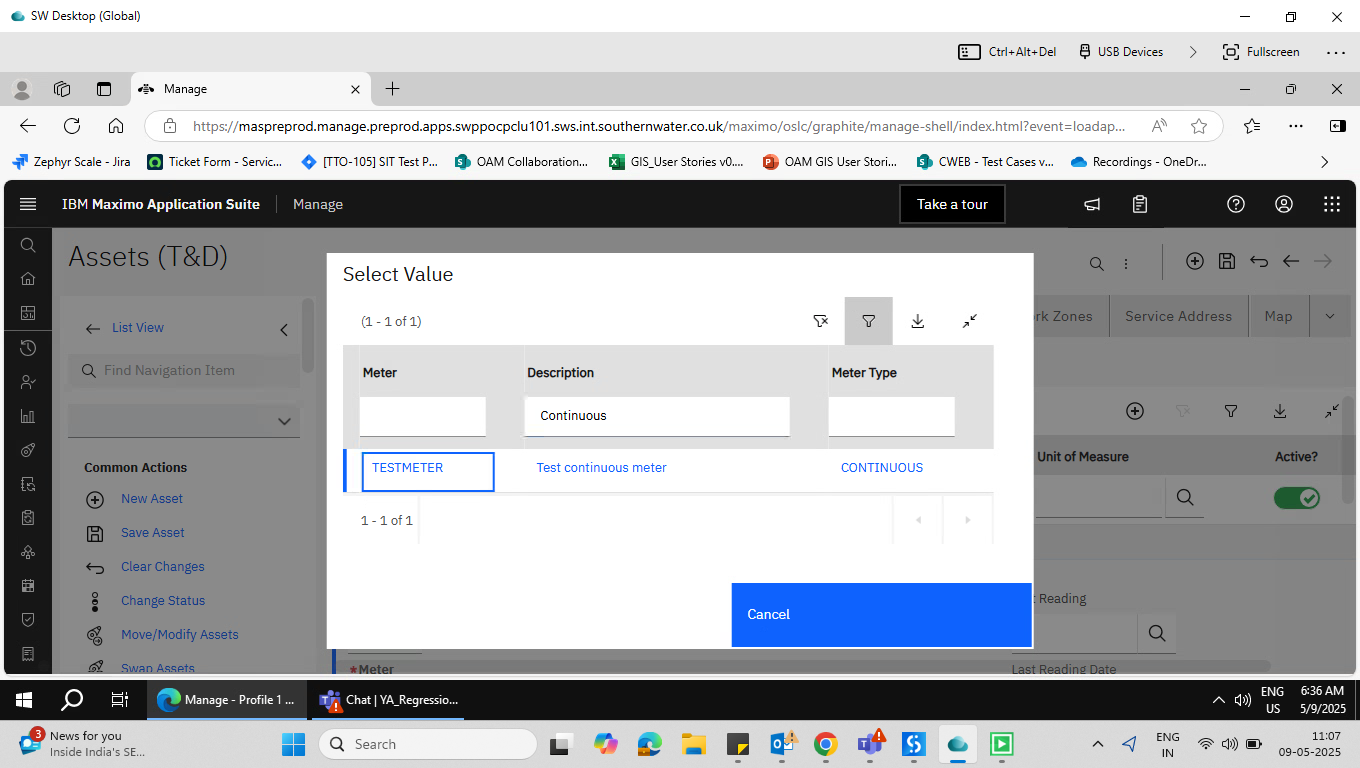 SW Desktop (Global)
Ctrl+Alt+Del
USB Devices
Fullscreen
Manage
https://maspreprod.manage.preprod.apps.swppocpclu101.sws.int.southernwater.co.uk/maximo/oslc/graphite/manage-shell/index.html?event=loadap...
Zephyr Scale - Jira
Ticket Form - Servic...
[TTO-105] SIT Test P...
OAM Collaboration...
GIS_User Stories v0....
OAM GIS User Stori...
CWEB - Test Cases v...
Recordings - OneDr...
IBM Maximo Application Suite
Manage
Take a tour
Assets (T&D)
List View
Find Navigation Item
Common Actions
New Asset
Save Asset
Clear Changes
Change Status
Move/Modify Assets
Swap Assets
rk Zones
Service Address
Map
Unit of Measure
Active?
t Reading
*Meter
Last Reading Date
Select Value
(1 - 1 of 1)
Meter
Description
Meter Type
Continuous
TESTMETER
Test continuous meter
CONTINUOUS
1 - 1 of 1
Cancel
Manage - Profile 1 ...
Chat | YA_Regressio...
ENG
US
6:36 AM
5/9/2025
3
News for you
Inside India's SE...
Search
ENG
IN
11:07
09-05-2025